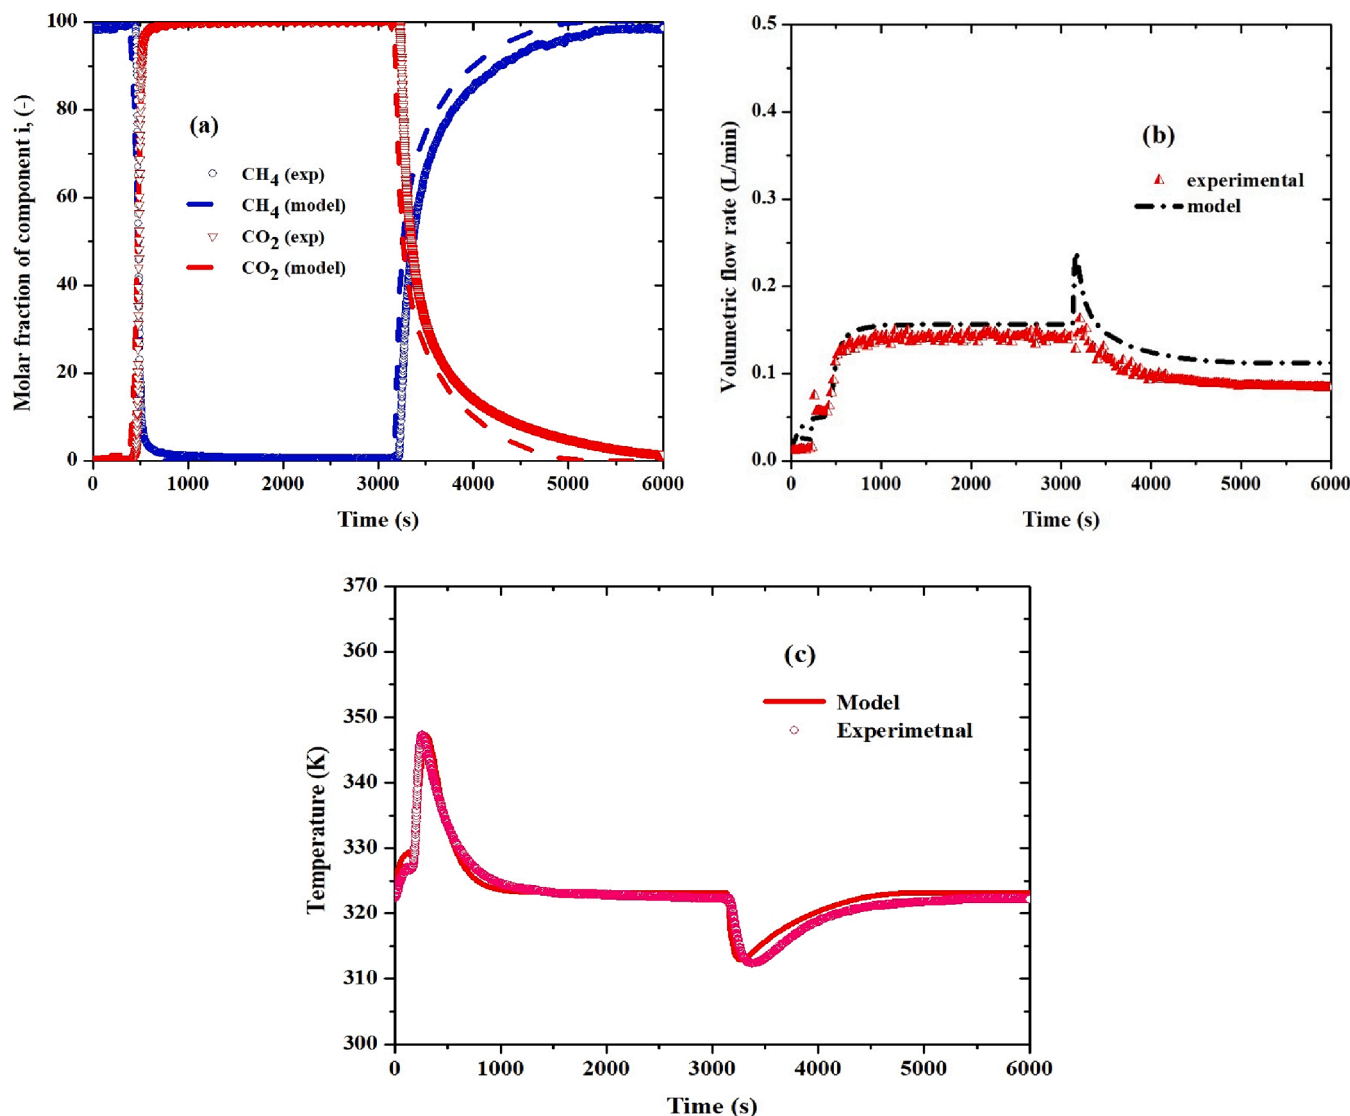 100
80
60
40
20
0
Molar fraction of component i, (-)
(a)
CH4 (exp)
CH4 (model)
CO2 (exp)
CO2 (model)
0 1000 2000 3000 4000 5000 6000
Time (s)
0.5
0.4
0.3
0.2
0.1
0.0
Volumetric flow rate (L/min)
(b)
experimental
model
0 1000 2000 3000 4000 5000 6000
Time (s)
370
360
350
340
330
320
310
300
Temperature (K)
(c)
Model
Experimetnal
0 1000 2000 3000 4000 5000 6000
Time (s)